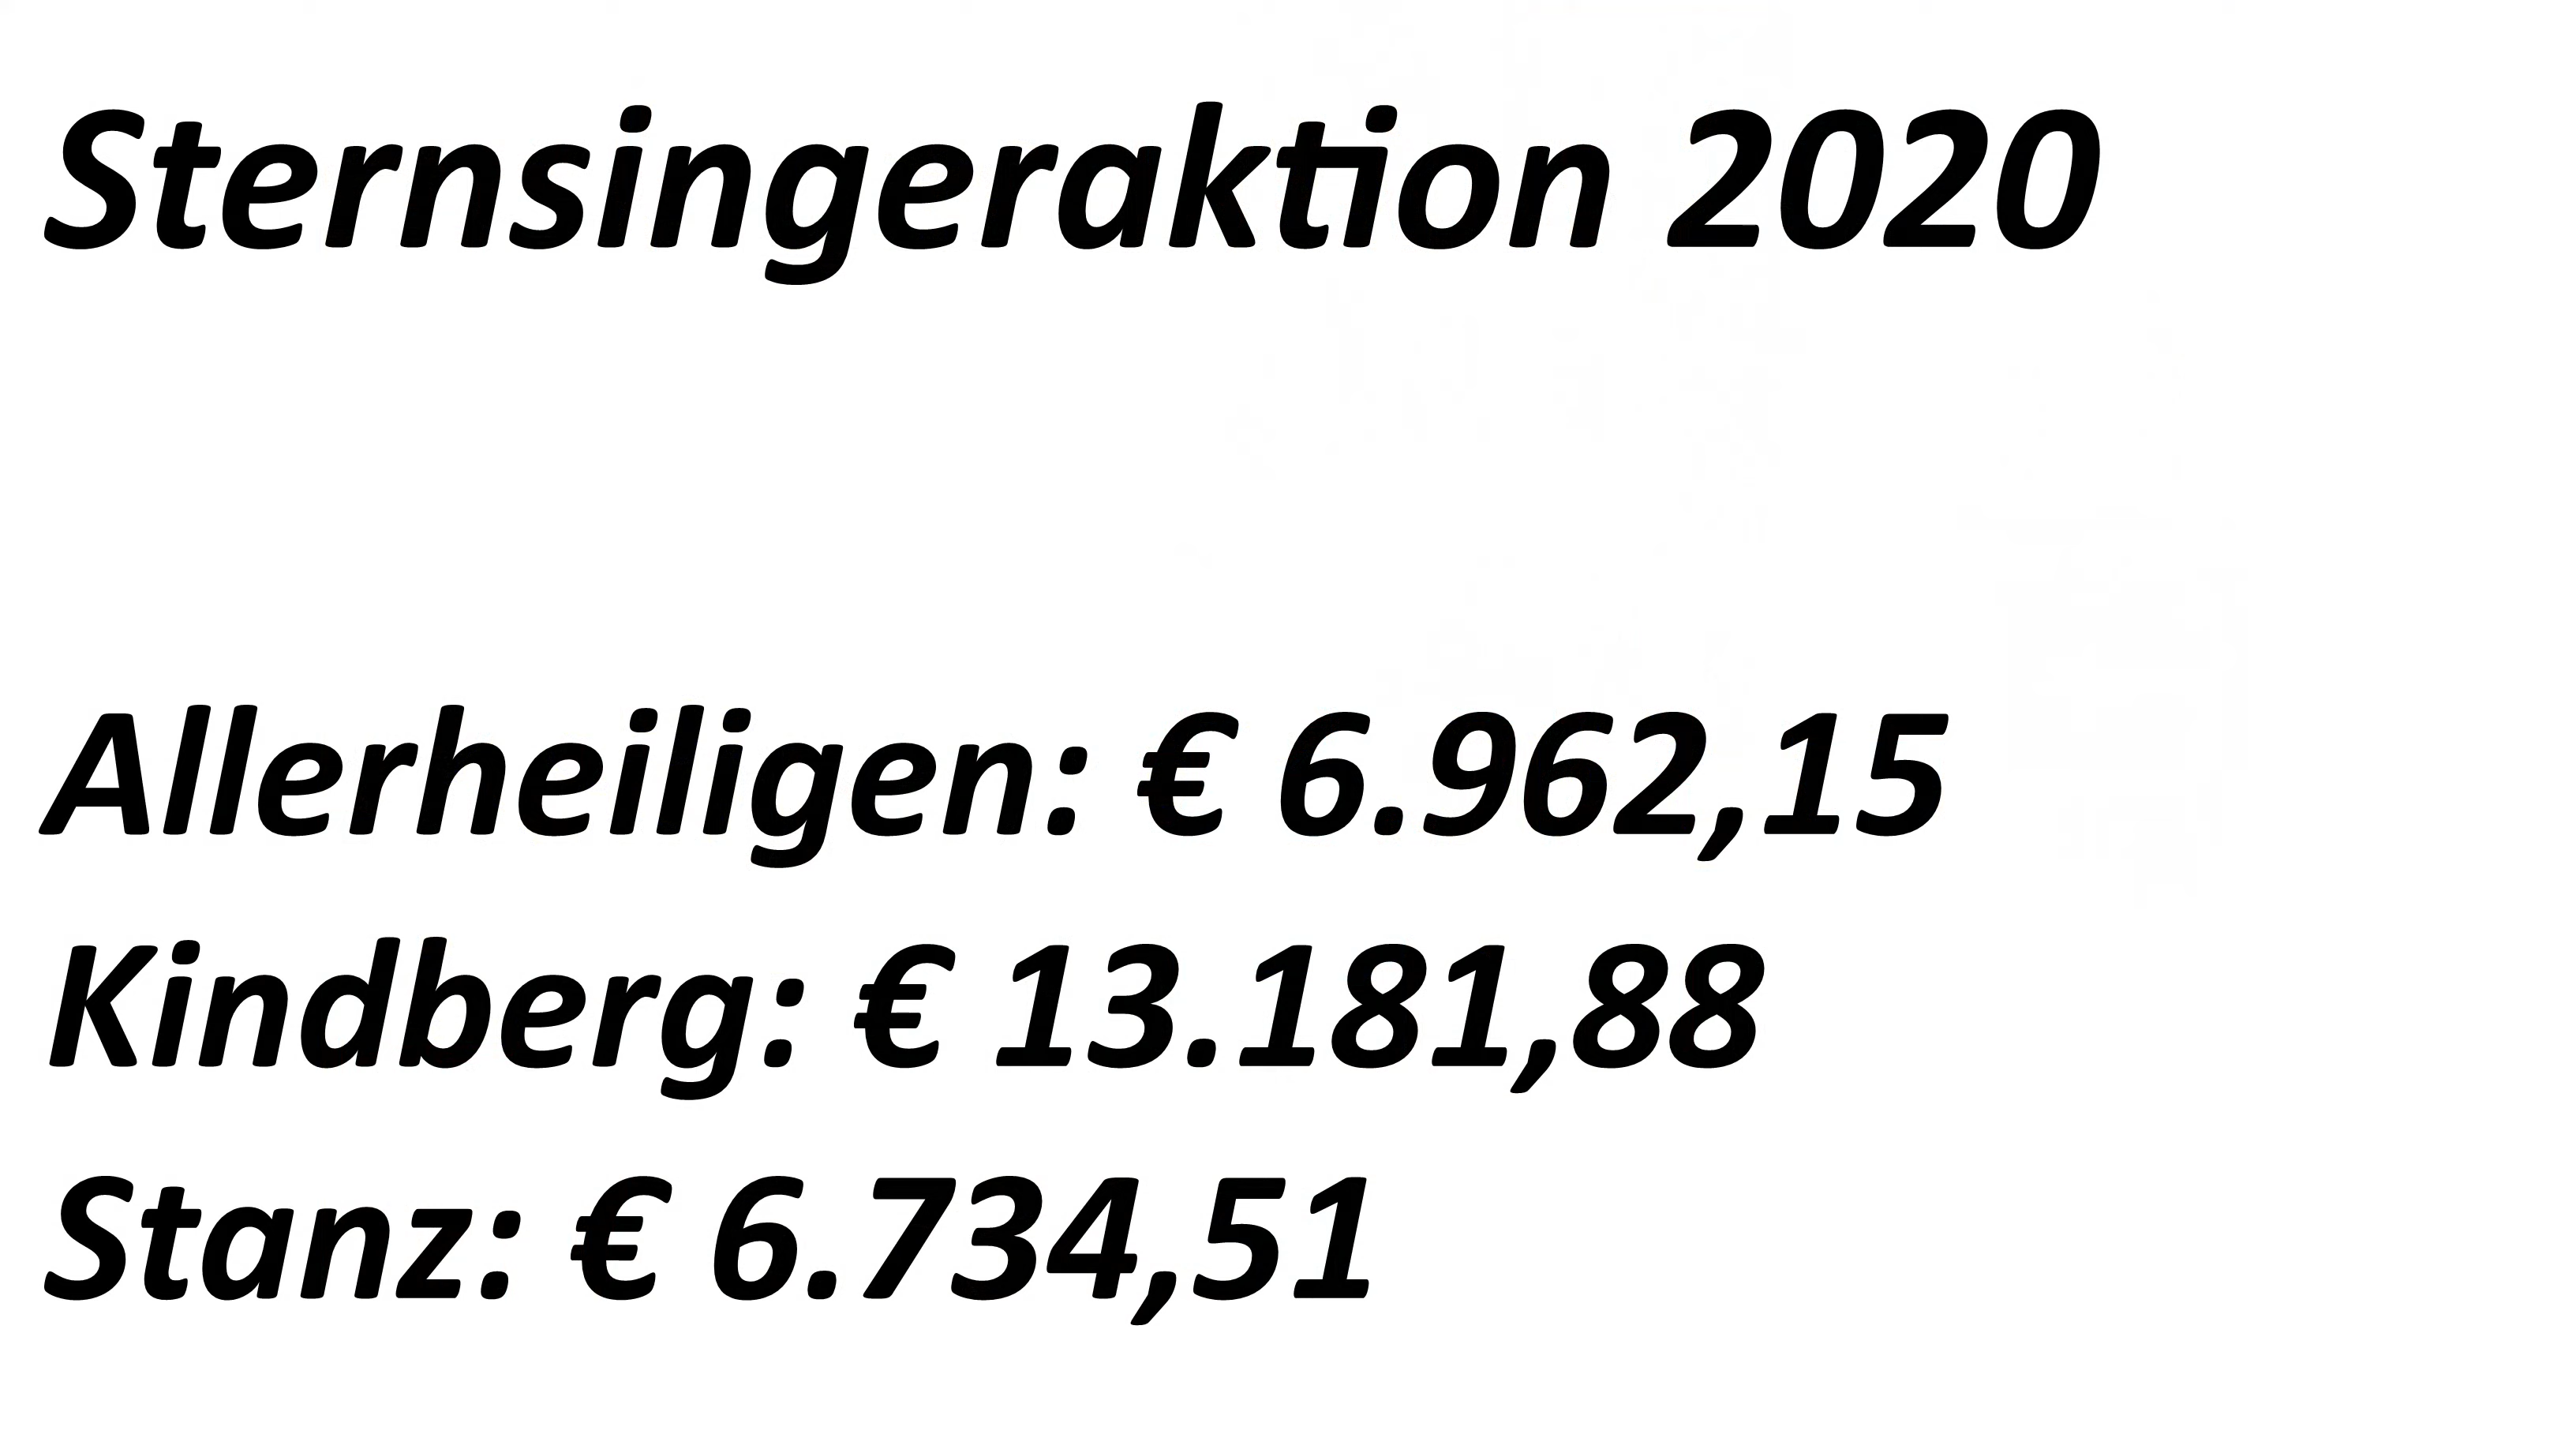 Sternsingeraktion 2020
Allerheiligen: € 6.962,15
Kindberg: € 13.181,88
Stanz: € 6.734,51